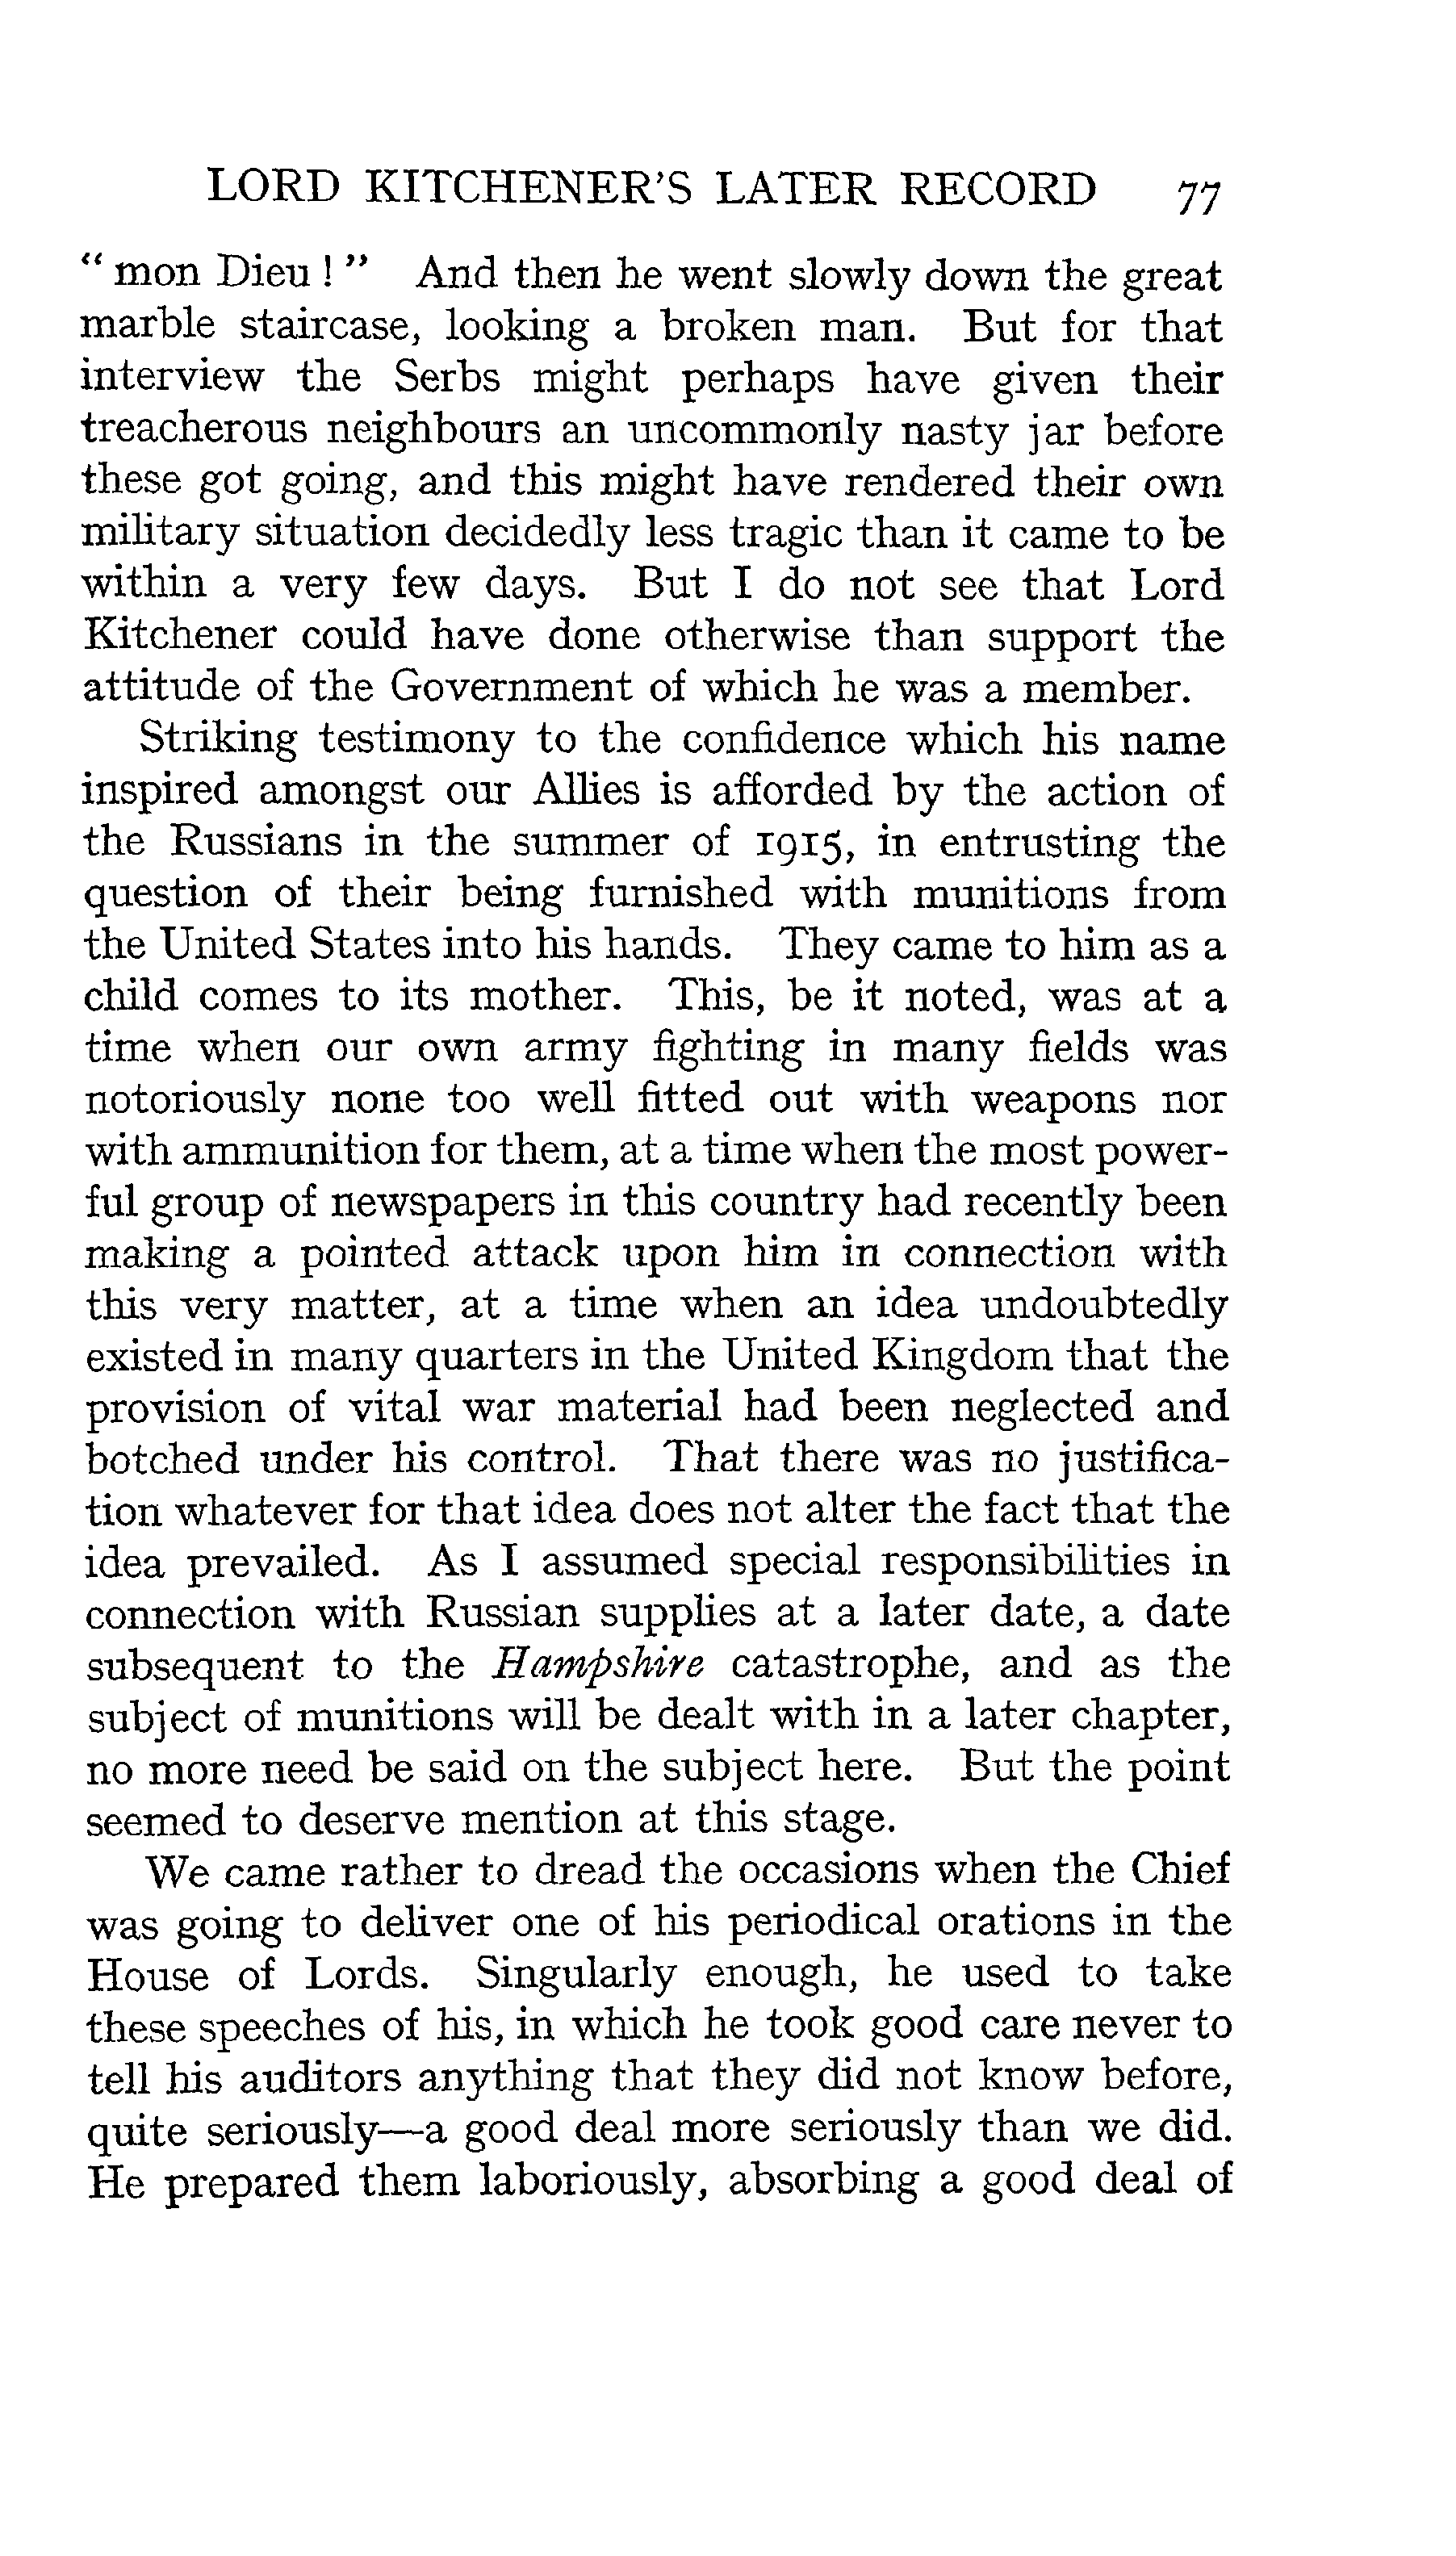 LORD KITCHENER'S LATER RECORD 77
“ mon Dieu ! ” And then he went slowly down the great
marble staircase, looking a broken man. But for that
interview the Serbs might perhaps have given their
treacherous neighbours an uncommonly nasty jar before
these got going, and this might have rendered their own
military situation decidedly less tragic than it came to be
within a very few days. But I do not see that Lord
Kitchener could have done otherwise than support the
attitude of the Government of which he was a member.
Striking testimony to the confidence which his name
inspired amongst our Allies is afforded by the action of
the Russians in the summer of 1915, in entrusting the
question of their being furnished with munitions from
the United States into his hands. They came to him as a
child comes to its mother. This, be it noted, was at a
time when our own army fighting in many fields was
notoriously none too well fitted out with weapons nor
with ammunition for them, at a time when the most power-
ful group of newspapers in this country had recently been
making a pointed attack upon him in connection with
this very matter, at a time when an idea undoubtedly
existed in many quarters in the United Kingdom that the
provision of vital war material had been neglected and
botched under his control. That there was no justifica-
tion whatever for that idea does not alter the fact that the
idea prevailed. As I assumed special responsibilities in
connection with Russian supplies at a later date, a date
subsequent to the Hampshire catastrophe, and as the
subject of munitions will be dealt with in a later chapter,
no more need be said on the subject here. But the point
seemed to deserve mention at this stage.
We came rather to dread the occasions when the Chief
was going to deliver one of his periodical orations in the
House of Lords. Singularly enough, he used to take
these speeches of his, in which he took good care never to
tell his auditors anything that they did not know before,
quite seriously—a good deal more seriously than we did.
He prepared them laboriously, absorbing a good deal of